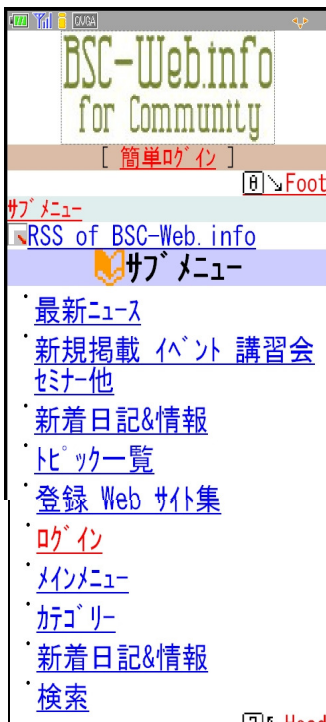 QVGA
BSC-Web.info
for Community
[ 簡単ﾛｸﾞｲﾝ ]
0↘Foot
ｻﾌﾞﾒﾆｭｰ
RSS of BSC-Web.info
ｻﾌﾞﾒﾆｭｰ
最新ﾆｭｰｽ
新規掲載 ｲﾍﾞﾝﾄ 講習会
ｾﾐﾅｰ他
新着日記&情報
ﾄﾋﾟｯｸ一覧
登録 Web ｻｲﾄ集
ﾛｸﾞｲﾝ
ﾒｲﾝﾒﾆｭｰ
ｶﾃｺﾞﾘｰ
新着日記&情報
検索